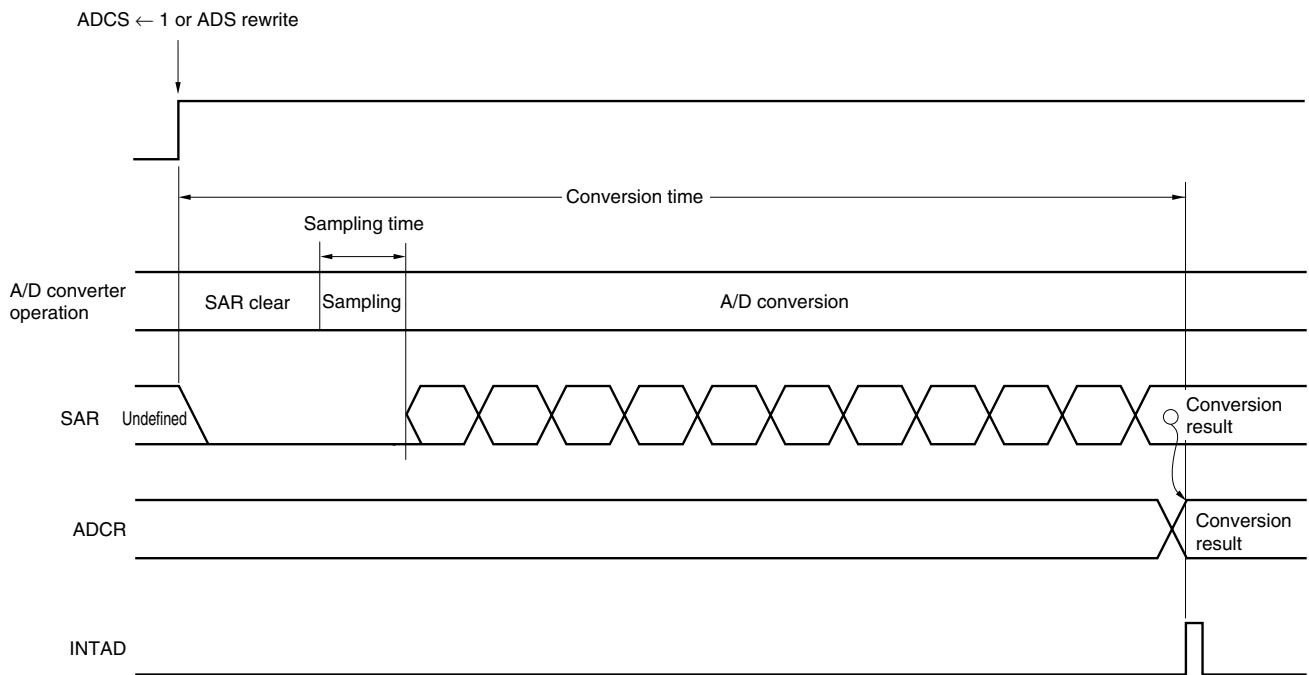 ADCS ← 1 or ADS rewrite
Conversion time
Sampling time
A/D converter
operation
SAR clear
Sampling
A/D conversion
SAR
Undefined
Conversion
result
ADCR
Conversion
result
INTAD